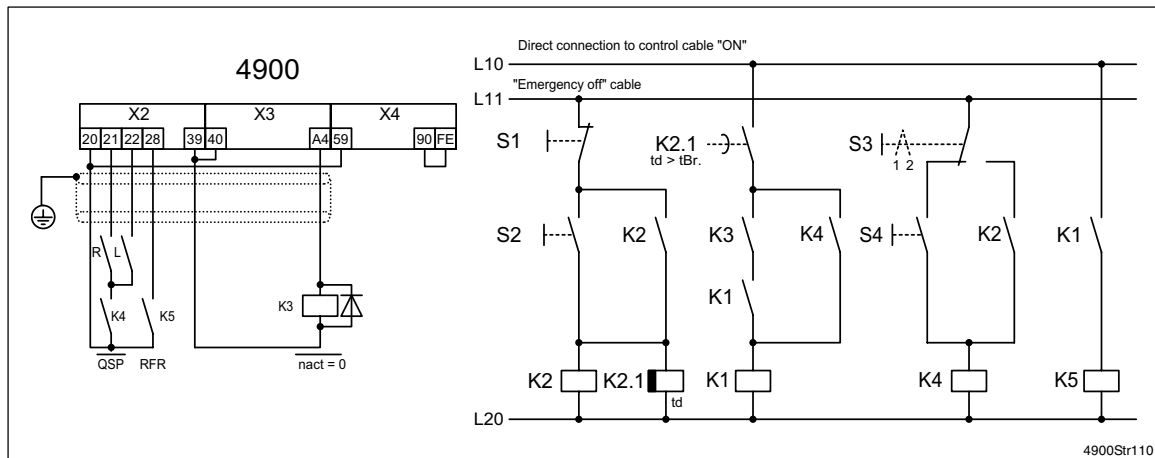 Direct connection to control cable "ON"
L10
4900
"Emergency off" cable
L11
X2 X3 X4
20 21 22 28 39 40 A4 59 90 FE
S1
K2.1
td > tBr.
S3
1 2
R L
S2 K2 K3 K4 S4 K2 K1
K4 K5 K3
K1
QSP RFR nact = 0
K2 K2.1 K1 K4 K5
td
L20
4900Str110